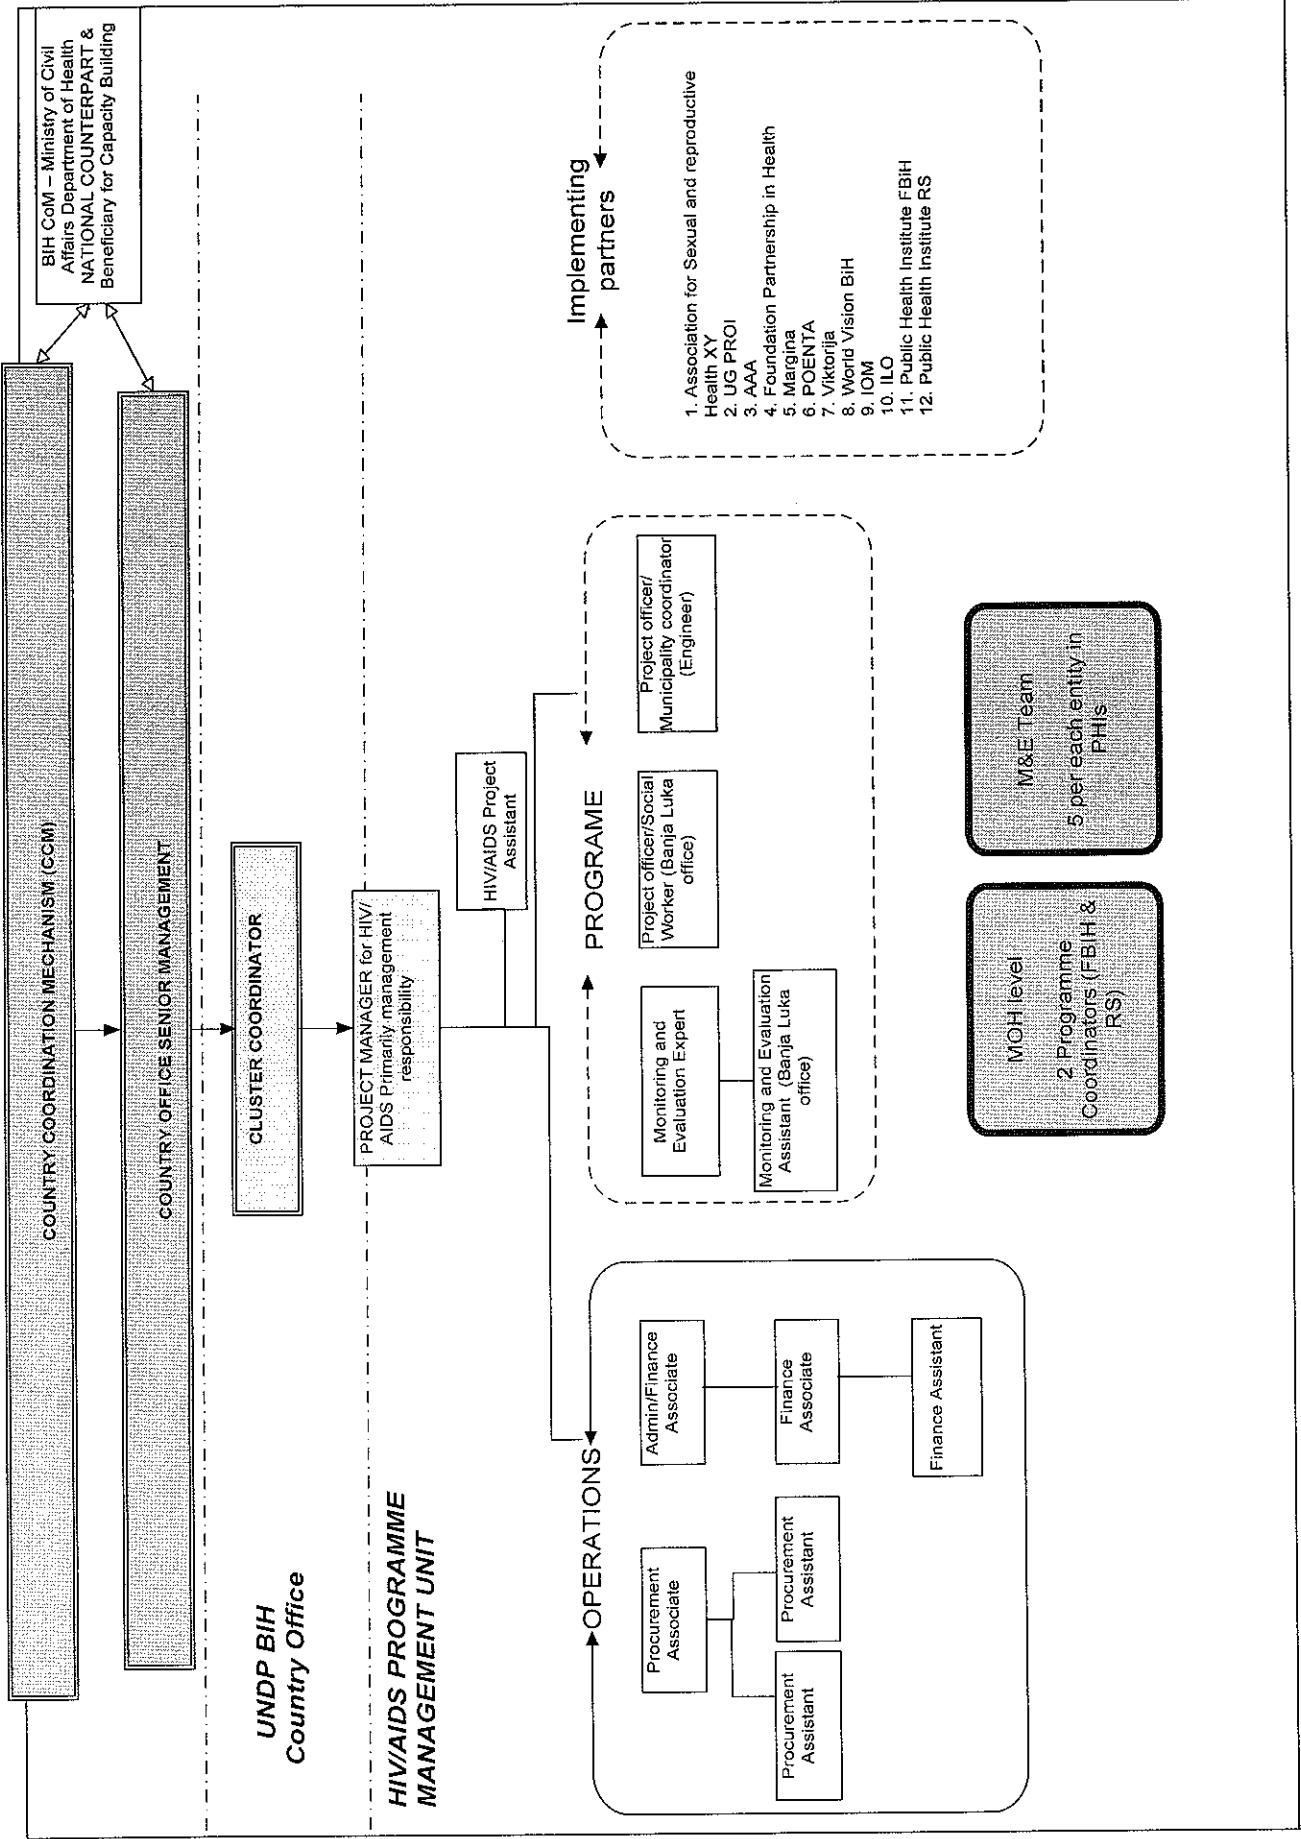 BIH CoM – Ministry of Civil
Affairs Department of Health
NATIONAL COUNTERPART &
Beneficiary for Capacity Building
COUNTRY COORDINATION MECHANISM (CCM)
COUNTRY OFFICE SENIOR MANAGEMENT
UNDP BIH
Country Office
CLUSTER COORDINATOR
HIV/AIDS PROGRAMME
MANAGEMENT UNIT
PROJECT MANAGER for HIV/
AIDS Primarily management
responsibility
HIV/AIDS Project
Assistant
OPERATIONS
Procurement
Associate
Procurement
Assistant
Procurement
Assistant
Admin/Finance
Associate
Finance
Associate
Finance Assistant
PROGRAME
Monitoring and
Evaluation Expert
Monitoring and Evaluation
Assistant (Banja Luka
office)
Project officer/Social
Worker (Banja Luka
office)
Project officer/
Municipality coordinator
(Engineer)
Implementing
partners
1. Association for Sexual and reproductive
Health XY
2. UG PROI
3. AAA
4. Foundation Partnership in Health
5. Margina
6. POENTA
7. Viktorija
8. World Vision BiH
9. IOM
10. ILO
11. Public Health Institute FBiH
12. Public Health Institute RS
MOH level
2 Programme
Coordinators (FBIH &
RS)
M&E Team
5 per each entity in
PHIs